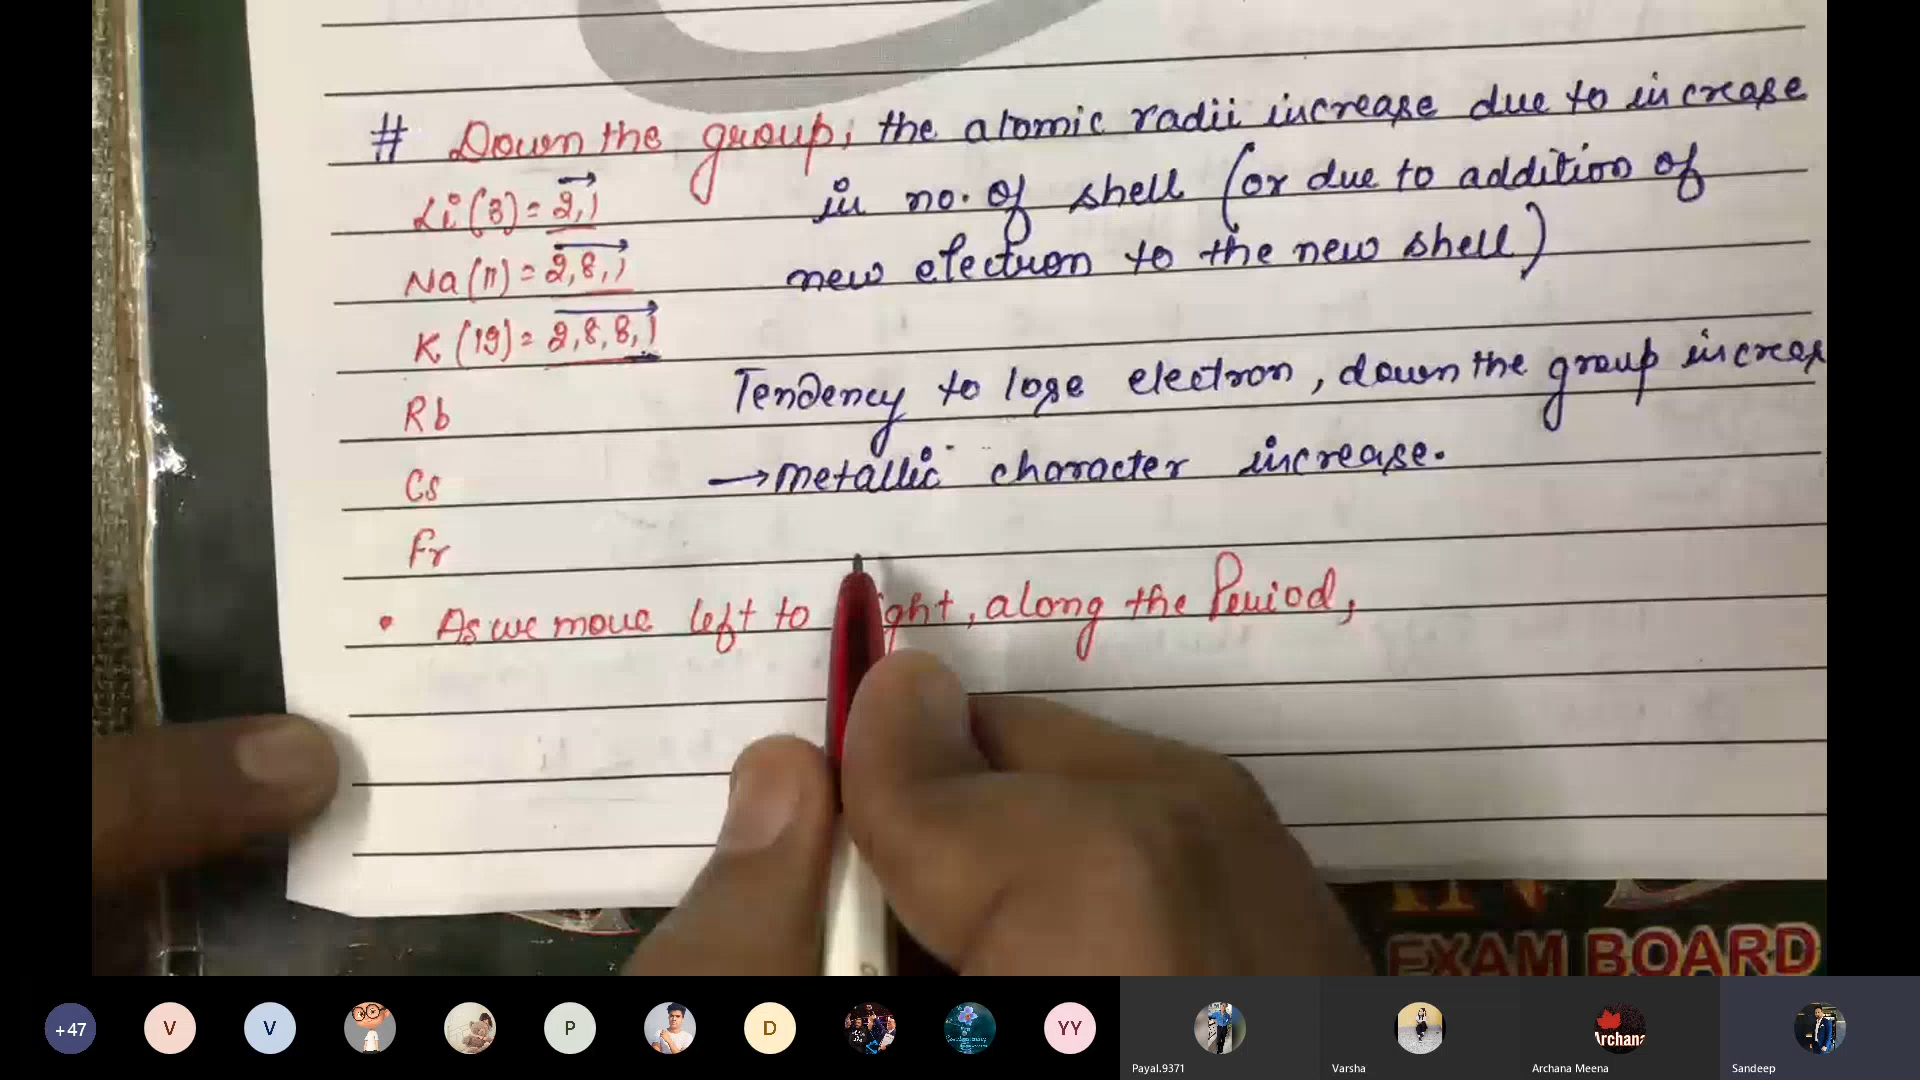 # Down the group, the atomic radii increase due to increase
Li (3) = 2,1 in no. of shell (or due to addition of
Na (11) = 2,8,1 new electron to the new shell)
K (19) = 2,8,8,1
Rb Tendency to lose electron, down the group increas
Cs → metallic character increase.
Fr
• As we move left to ight, along the Period,
EXAM BOARD
+47
V
V
P
D
YY
Payal.9371
Varsha
Archana
Archana Meena
Sandeep